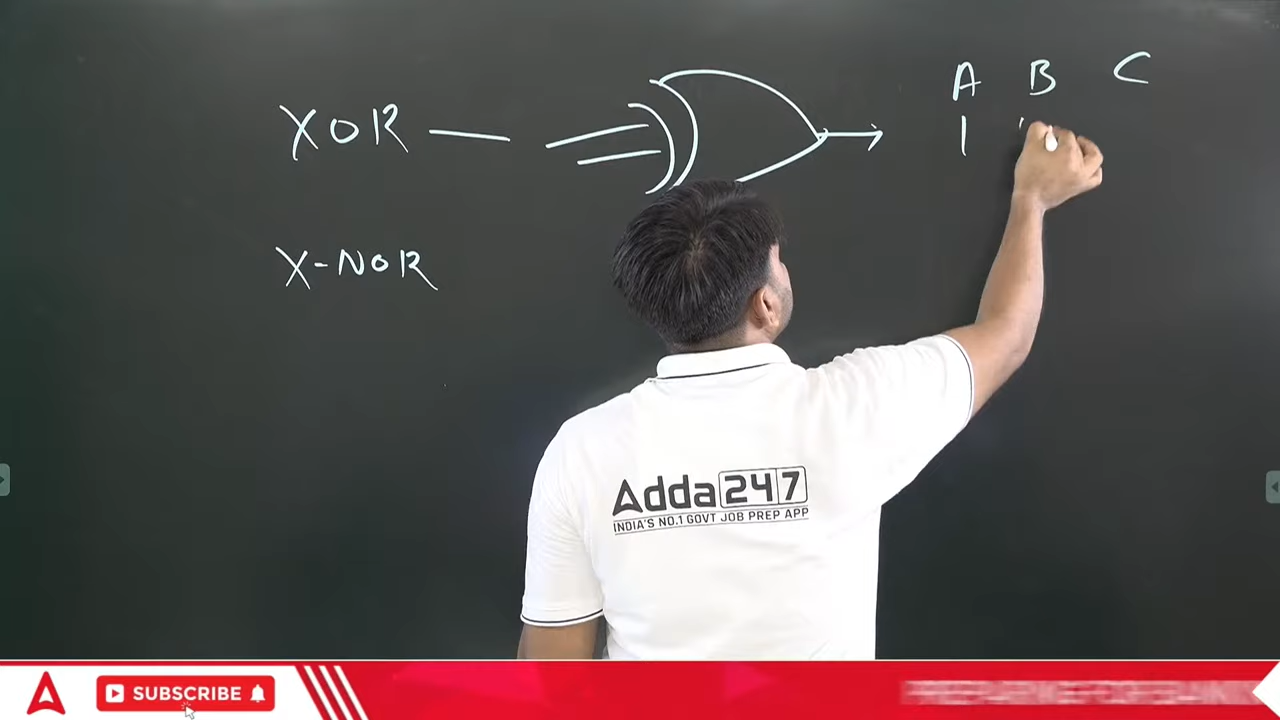 A B C
XOR
1
X-NOR
Adda247
INDIA'S NO.1 GOVT JOB PREP APP
SUBSCRIBE